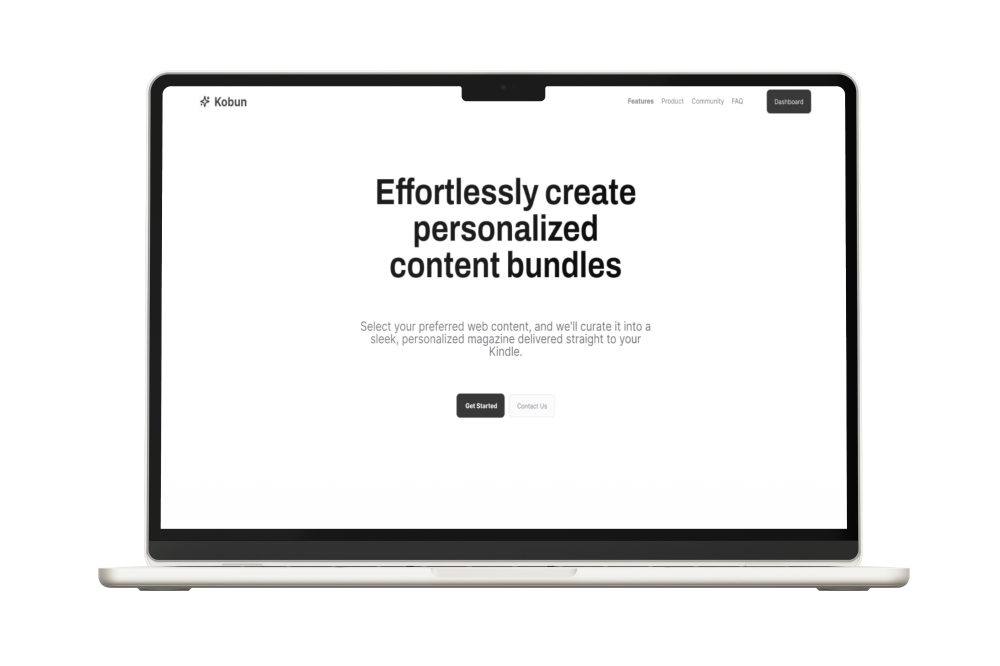 Kobun
Features Product Community FAQ Dashboard
Effortlessly create
personalized
content bundles
Select your preferred web content, and we'll curate it into a
sleek, personalized magazine delivered straight to your
Kindle.
Get Started Contact Us